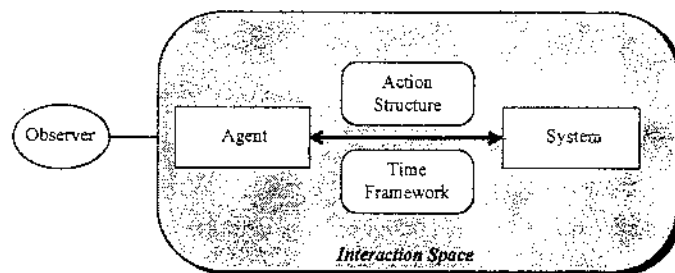 Action
Structure
Observer
Agent
System
Time
Framework
Interaction Space